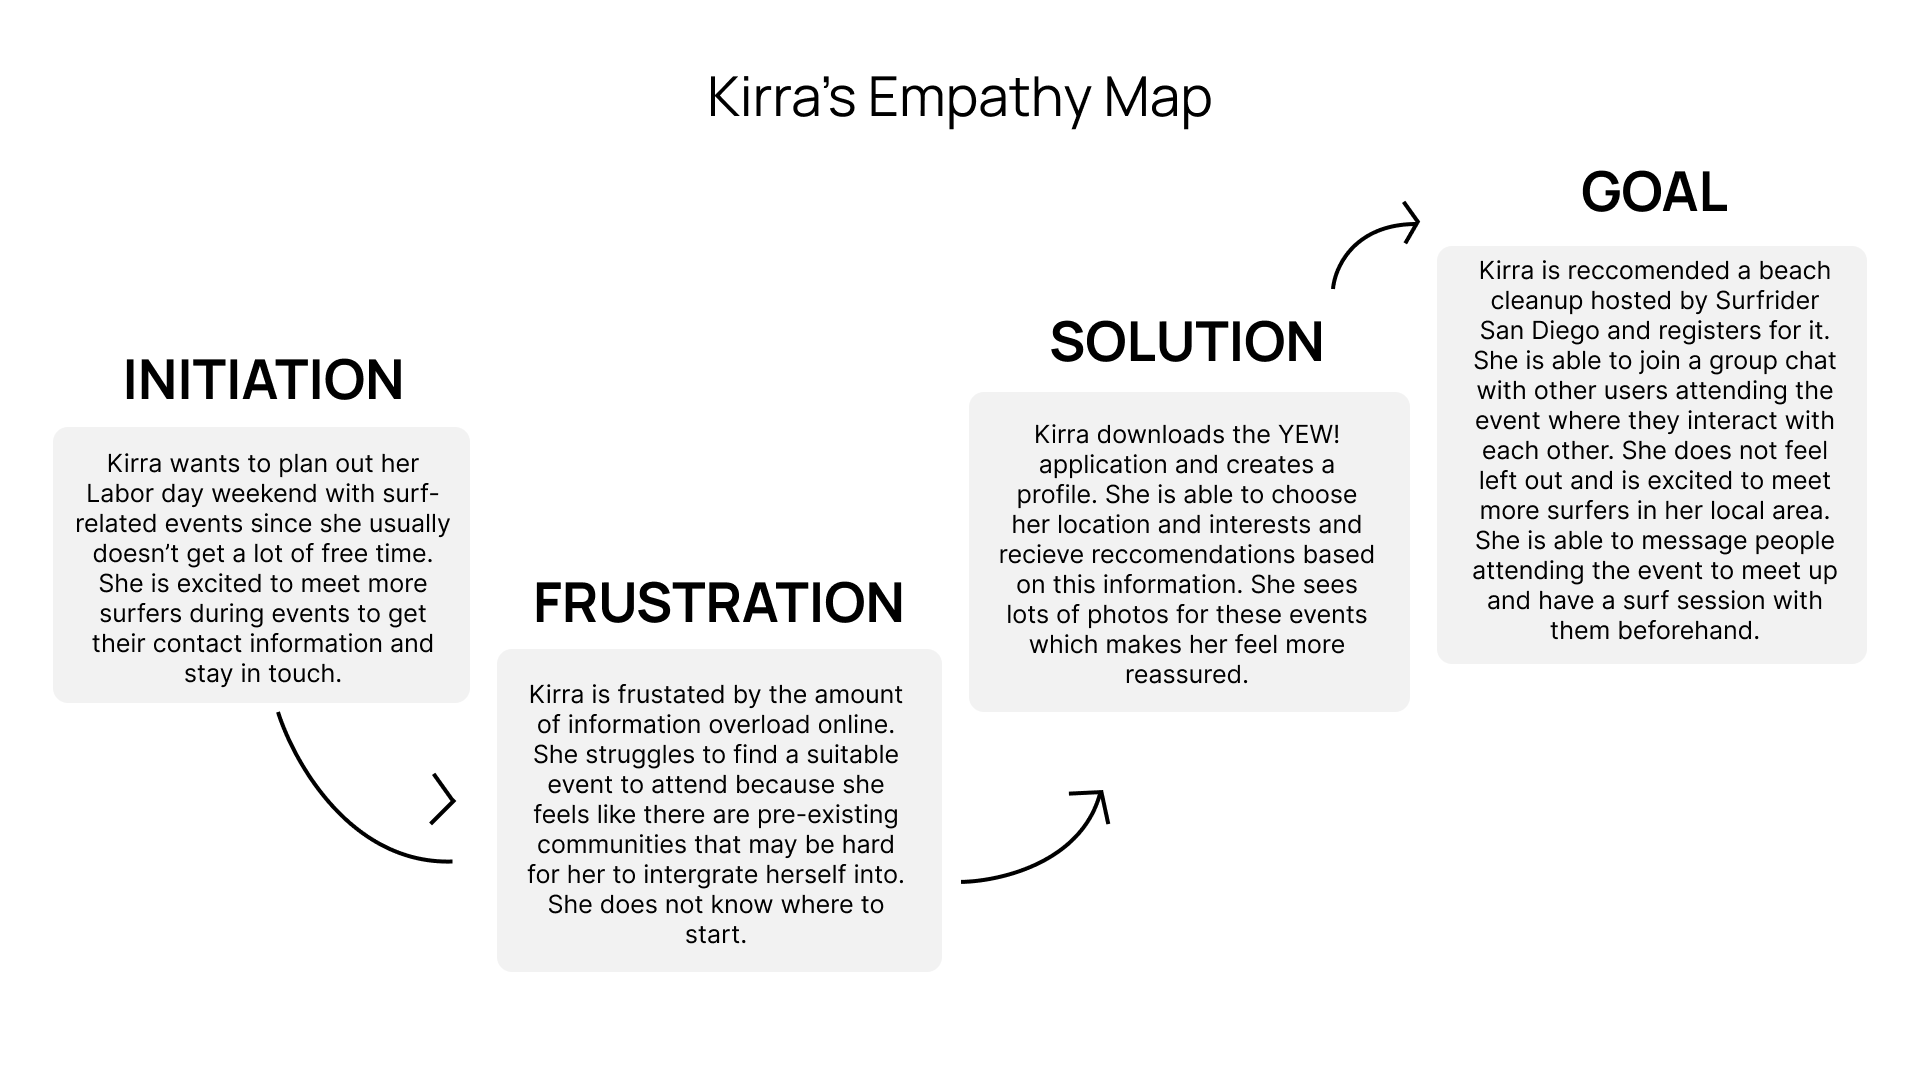 Kirra's Empathy Map
INITIATION
Kirra wants to plan out her
Labor day weekend with surf-
related events since she usually
doesn't get a lot of free time.
She is excited to meet more
surfers during events to get
their contact information and
stay in touch.
FRUSTRATION
Kirra is frustated by the amount
of information overload online.
She struggles to find a suitable
event to attend because she
feels like there are pre-existing
communities that may be hard
for her to intergrate herself into.
She does not know where to
start.
SOLUTION
Kirra downloads the YEW!
application and creates a
profile. She is able to choose
her location and interests and
recieve reccomendations based
on this information. She sees
lots of photos for these events
which makes her feel more
reassured.
GOAL
Kirra is reccomended a beach
cleanup hosted by Surfrider
San Diego and registers for it.
She is able to join a group chat
with other users attending the
event where they interact with
each other. She does not feel
left out and is excited to meet
more surfers in her local area.
She is able to message people
attending the event to meet up
and have a surf session with
them beforehand.